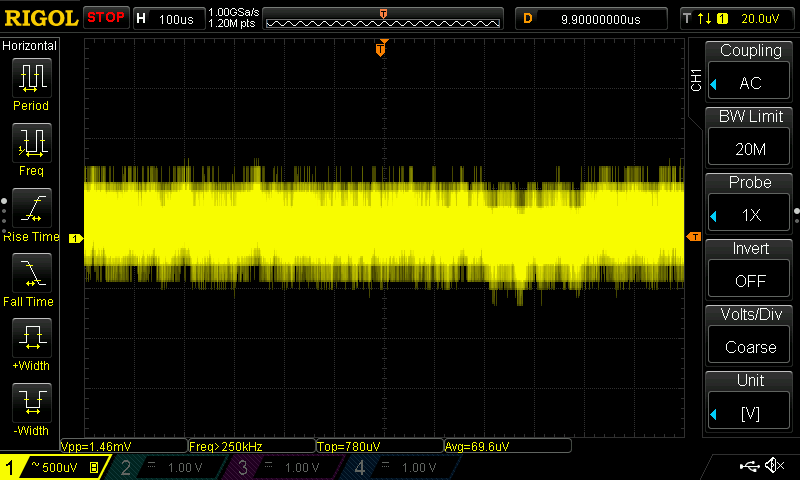 RIGOL STOP H 100us 1.00GSa/s 1.20M pts T D 9.90000000us T 1 20.0uV
Horizontal
Period
Freq
Rise Time
Fall Time
+Width
-Width
T
1
T
CH1
Coupling
AC
BW Limit
20M
Probe
1X
Invert
OFF
Volts/Div
Coarse
Unit
[V]
Vpp=1.46mV Freq>250kHz Top=780uV Avg=69.6uV
1 ~ 500uV B 2 1.00 V 3 1.00 V 4 1.00 V